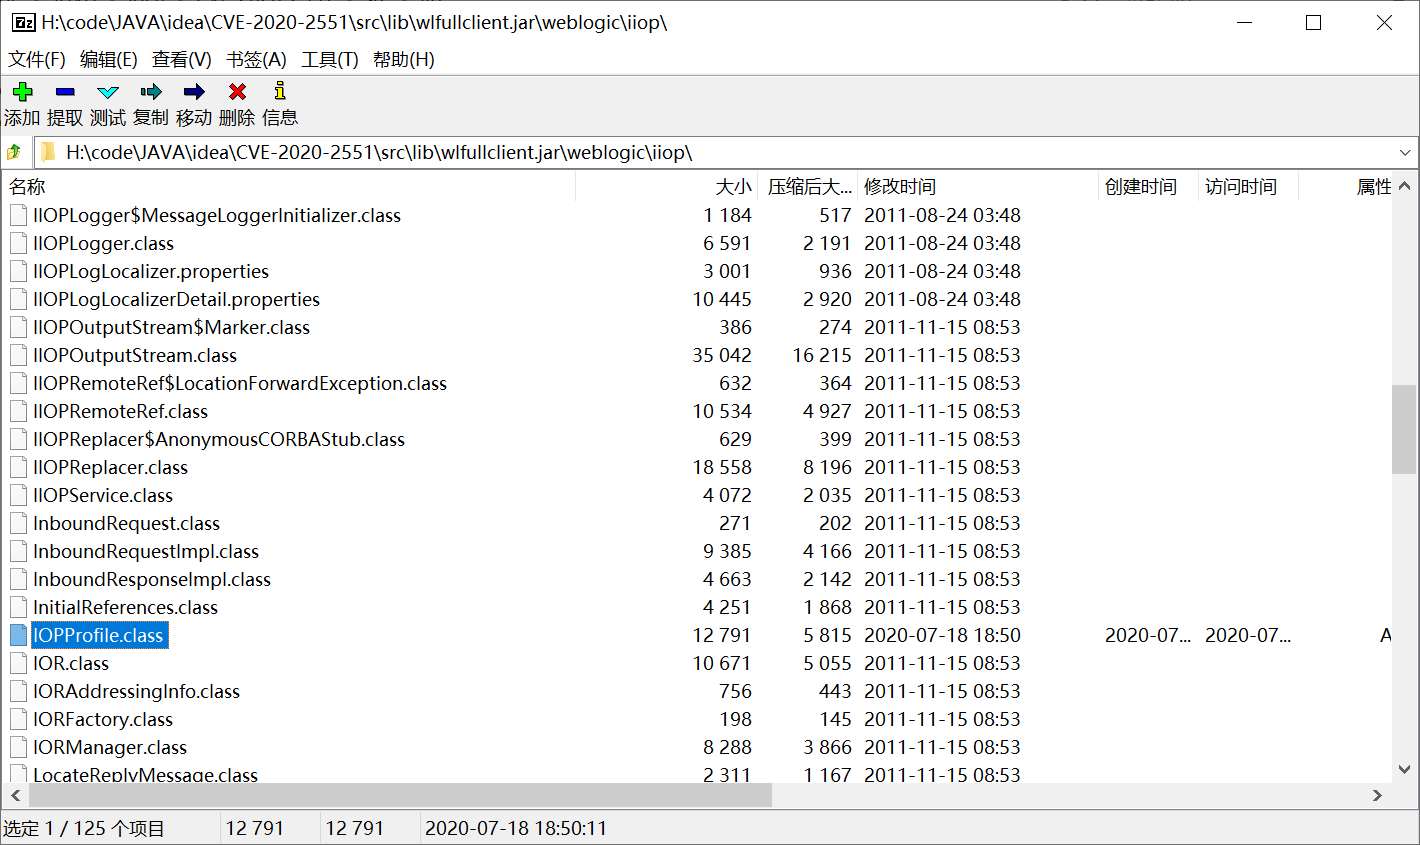 H:\code\JAVA\idea\CVE-2020-2551\src\lib\wlfullclient.jar\weblogic\iiop\
文件(F) 编辑(E) 查看(V) 书签(A) 工具(T) 帮助(H)
添加 提取 测试 复制 移动 删除 信息
H:\code\JAVA\idea\CVE-2020-2551\src\lib\wlfullclient.jar\weblogic\iiop\
名称 大小 压缩后大... 修改时间 创建时间 访问时间 属性
IIOPLogger$MessageLoggerInitializer.class 1 184 517 2011-08-24 03:48
IIOPLogger.class 6 591 2 191 2011-08-24 03:48
IIOPLogLocalizer.properties 3 001 936 2011-08-24 03:48
IIOPLogLocalizerDetail.properties 10 445 2 920 2011-08-24 03:48
IIOPOutputStream$Marker.class 386 274 2011-11-15 08:53
IIOPOutputStream.class 35 042 16 215 2011-11-15 08:53
IIOPRemoteRef$LocationForwardException.class 632 364 2011-11-15 08:53
IIOPRemoteRef.class 10 534 4 927 2011-11-15 08:53
IIOPReplacer$AnonymousCORBAStub.class 629 399 2011-11-15 08:53
IIOPReplacer.class 18 558 8 196 2011-11-15 08:53
IIOPService.class 4 072 2 035 2011-11-15 08:53
InboundRequest.class 271 202 2011-11-15 08:53
InboundRequestImpl.class 9 385 4 166 2011-11-15 08:53
InboundResponseImpl.class 4 663 2 142 2011-11-15 08:53
InitialReferences.class 4 251 1 868 2011-11-15 08:53
IOPProfile.class 12 791 5 815 2020-07-18 18:50 2020-07... 2020-07... A
IOR.class 10 671 5 055 2011-11-15 08:53
IORAddressingInfo.class 756 443 2011-11-15 08:53
IORFactory.class 198 145 2011-11-15 08:53
IORManager.class 8 288 3 866 2011-11-15 08:53
LocateReplyMessage.class 2 311 1 167 2011-11-15 08:53
选定 1 / 125 个项目 12 791 12 791 2020-07-18 18:50:11